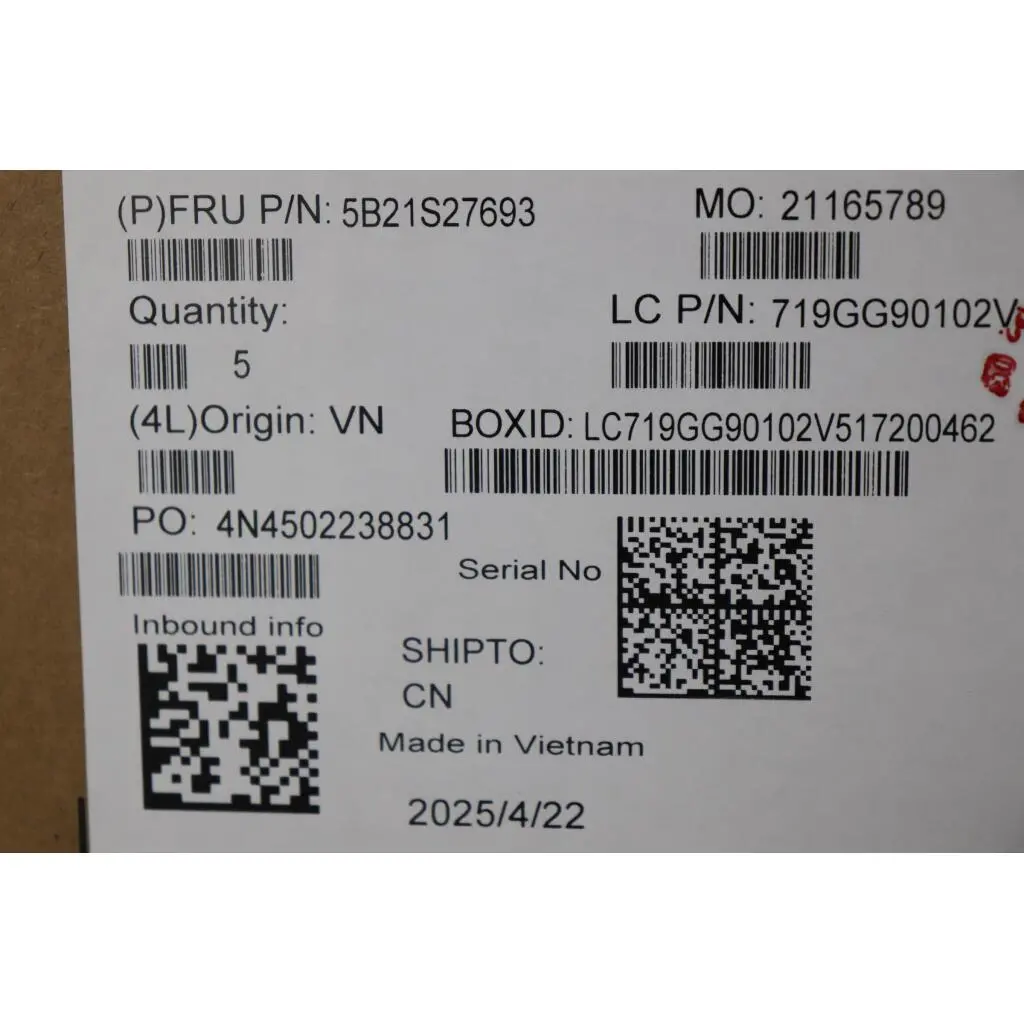 (P)FRU P/N: 5B21S27693
MO: 21165789
Quantity:
5
LC P/N: 719GG90102V
(4L)Origin: VN
BOXID: LC719GG90102V517200462
PO: 4N4502238831
Serial No
Inbound info
SHIPTO:
CN
Made in Vietnam
2025/4/22